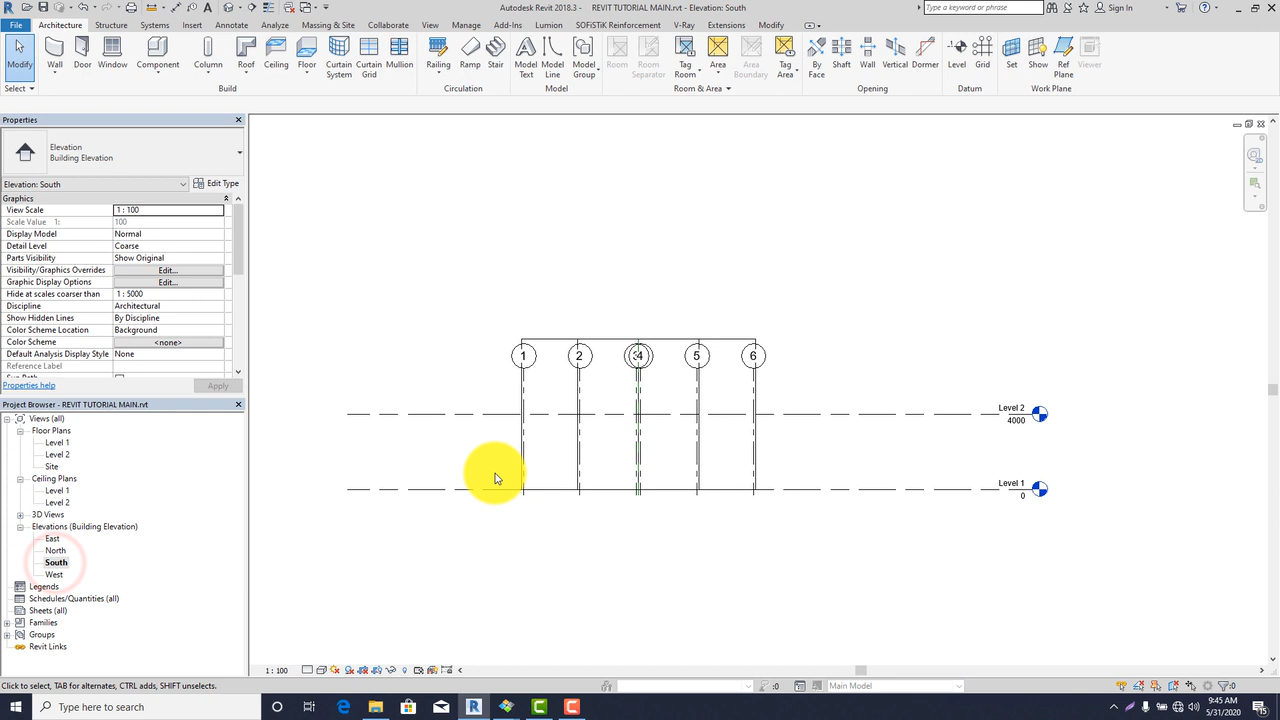 Autodesk Revit 2018.3 - REVIT TUTORIAL MAIN.rvt - Elevation: South
Type a keyword or phrase
Sign In
File Architecture Structure Systems Insert Annotate Analyze Massing & Site Collaborate View Manage Add-Ins Lumion SOFiSTiK Reinforcement V-Ray Extensions Modify
Modify Wall Door Window Component Column Roof Ceiling Floor Curtain System Curtain Grid Mullion Railing Ramp Stair Model Text Model Line Model Group Room Room Separator Tag Room Area Area Boundary Tag Area By Face Shaft Wall Vertical Dormer Level Grid Set Show Ref Plane Viewer
Select Build Circulation Model Room & Area Opening Datum Work Plane
Properties
Elevation
Building Elevation
Elevation: South Edit Type
Graphics
View Scale 1 : 100
Scale Value 1: 100
Display Model Normal
Detail Level Coarse
Parts Visibility Show Original
Visibility/Graphics Overrides Edit...
Graphic Display Options Edit...
Hide at scales coarser than 1 : 5000
Discipline Architectural
Show Hidden Lines By Discipline
Color Scheme Location Background
Color Scheme <none>
Default Analysis Display Style None
Reference Label
Properties help Apply
Project Browser - REVIT TUTORIAL MAIN.rvt
Views (all)
Floor Plans
Level 1
Level 2
Site
Ceiling Plans
Level 1
Level 2
3D Views
Elevations (Building Elevation)
East
North
South
West
Legends
Schedules/Quantities (all)
Sheets (all)
Families
Groups
Revit Links
1 2 3 4 5 6
Level 2
4000
Level 1
0
1 : 100
Click to select, TAB for alternates, CTRL adds, SHIFT unselects.
:0
Main Model
:0
Type here to search
9:45 AM
5/31/2020